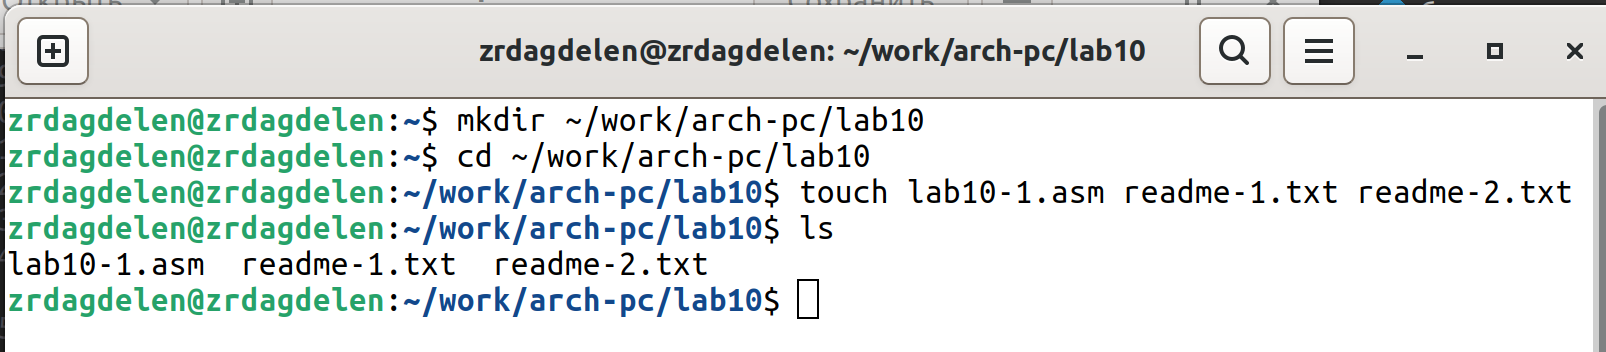 Открыть
Сохранить
zrdagdelen@zrdagdelen: ~/work/arch-pc/lab10
zrdagdelen@zrdagdelen:~$ mkdir ~/work/arch-pc/lab10
zrdagdelen@zrdagdelen:~$ cd ~/work/arch-pc/lab10
zrdagdelen@zrdagdelen:~/work/arch-pc/lab10$ touch lab10-1.asm readme-1.txt readme-2.txt
zrdagdelen@zrdagdelen:~/work/arch-pc/lab10$ ls
lab10-1.asm  readme-1.txt  readme-2.txt
zrdagdelen@zrdagdelen:~/work/arch-pc/lab10$